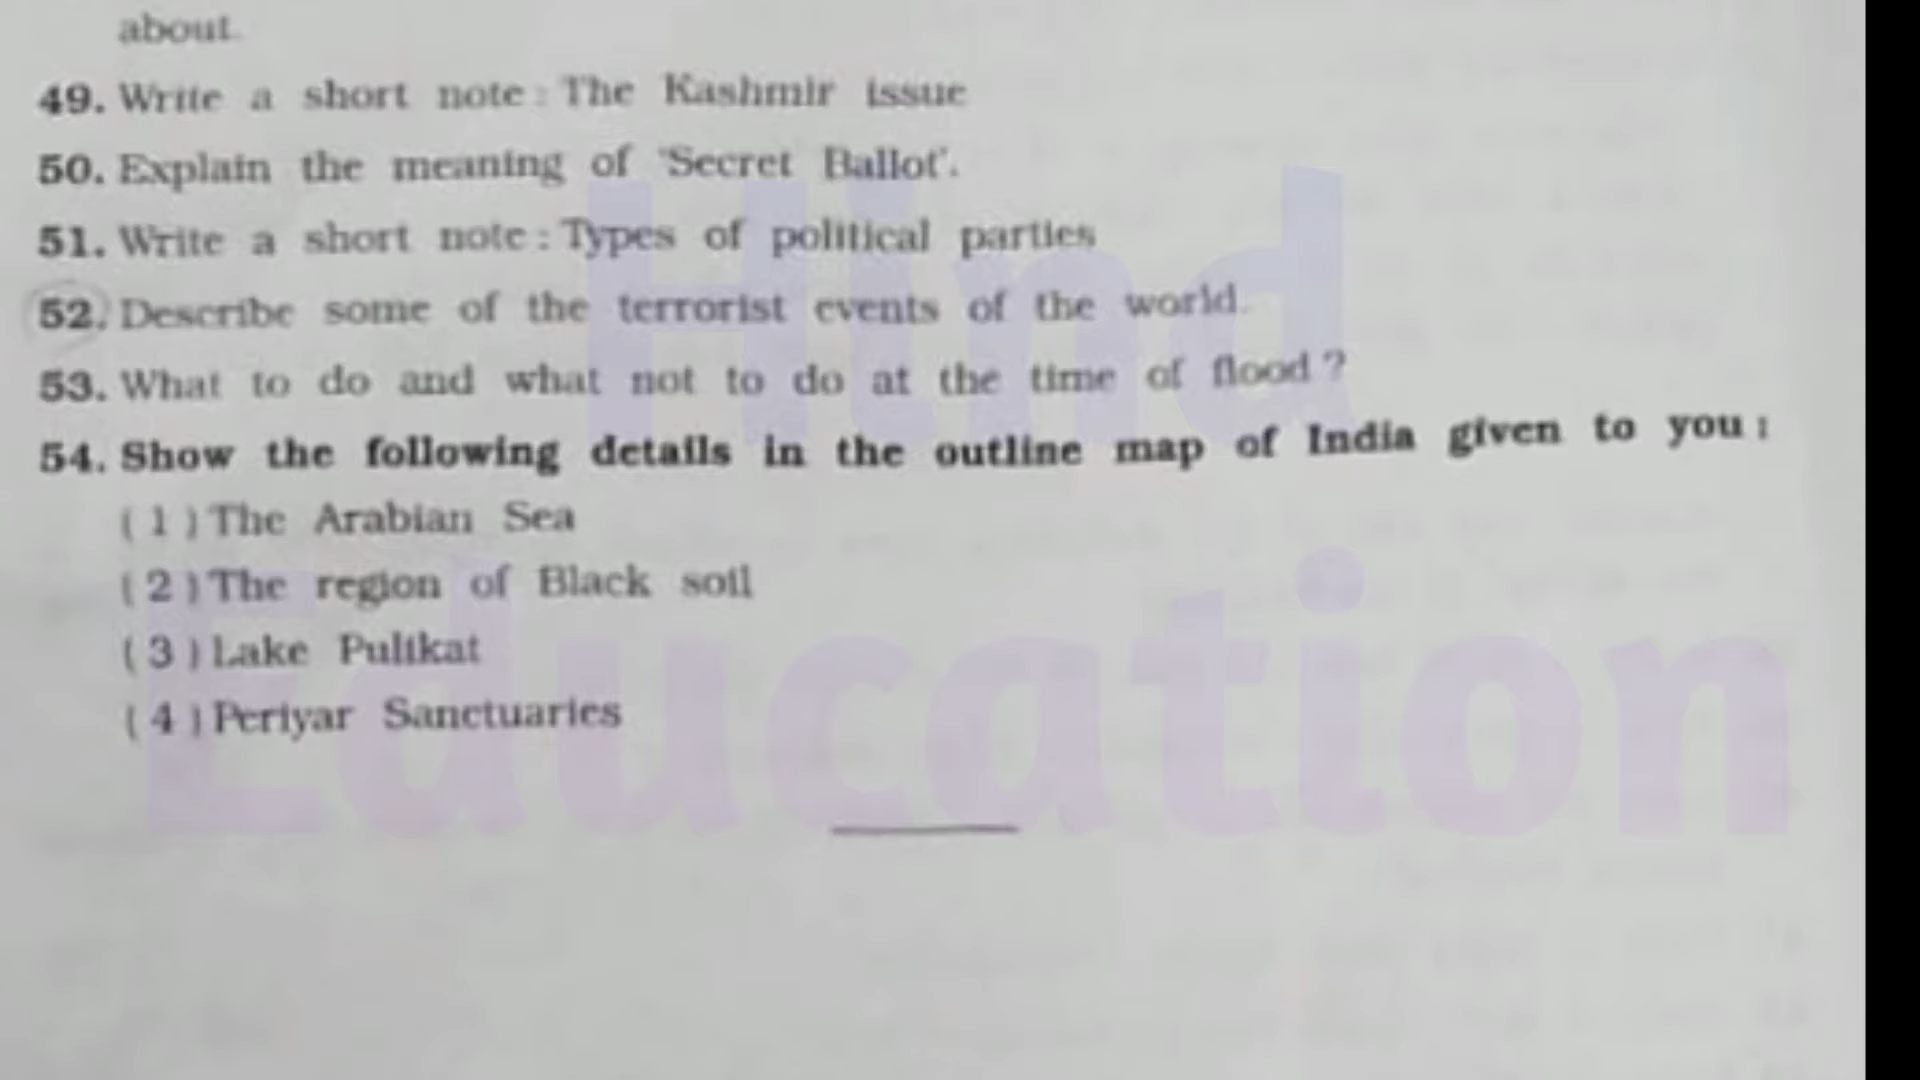 about.
49. Write a short note : The Kashmir issue
50. Explain the meaning of 'Secret Ballot'.
51. Write a short note : Types of political parties
52. Describe some of the terrorist events of the world.
53. What to do and what not to do at the time of flood ?
54. Show the following details in the outline map of India given to you :
( 1 ) The Arabian Sea
( 2 ) The region of Black soil
( 3 ) Lake Pulikat
( 4 ) Periyar Sanctuaries
Hind
Education